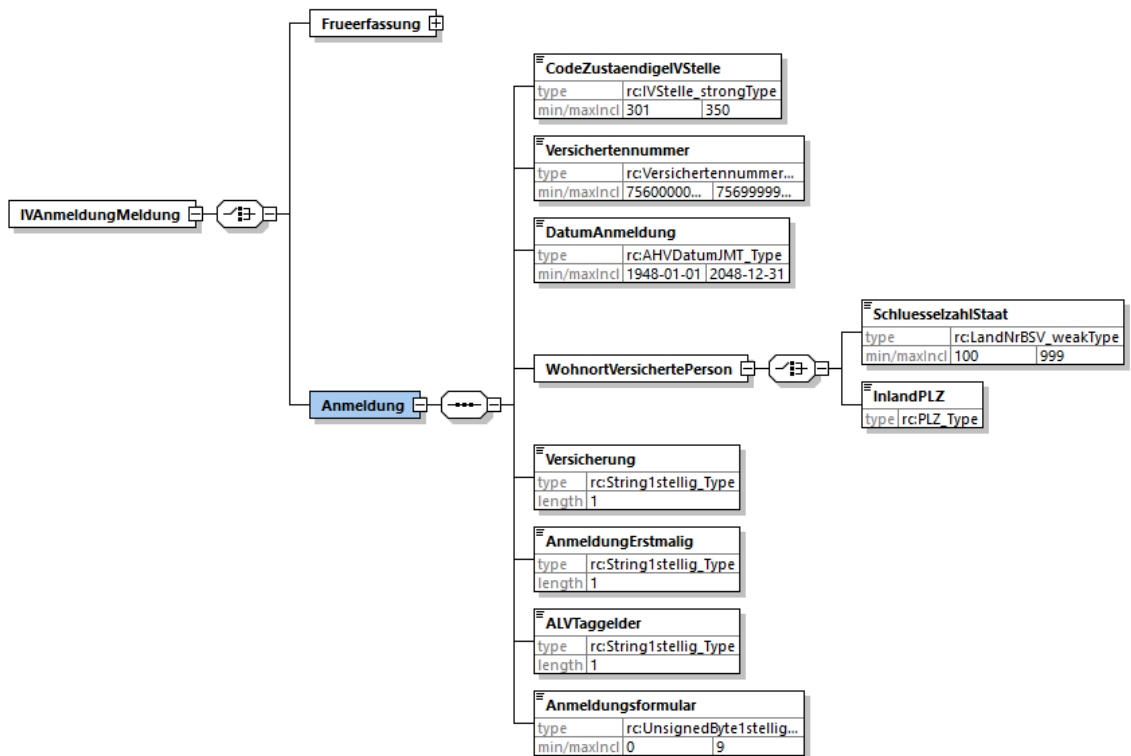 Frueerfassung
CodeZustaendigeIVStelle
type rc:IVStelle_strongType
min/maxIncl 301 350
Versichertennummer
type rc:Versichertennummer...
min/maxIncl 75600000... 75699999...
IVAnmeldungMeldung
DatumAnmeldung
type rc:AHVDatumJMT_Type
min/maxIncl 1948-01-01 2048-12-31
SchluesselzahlStaat
type rc:LandNrBSV_weakType
min/maxIncl 100 999
WohnortVersichertePerson
InlandPLZ
type rc:PLZ_Type
Anmeldung
Versicherung
type rc:String1stellig_Type
length 1
AnmeldungErstmalig
type rc:String1stellig_Type
length 1
ALVTaggelder
type rc:String1stellig_Type
length 1
Anmeldungsformular
type rc:UnsignedByte1stellig...
min/maxIncl 0 9